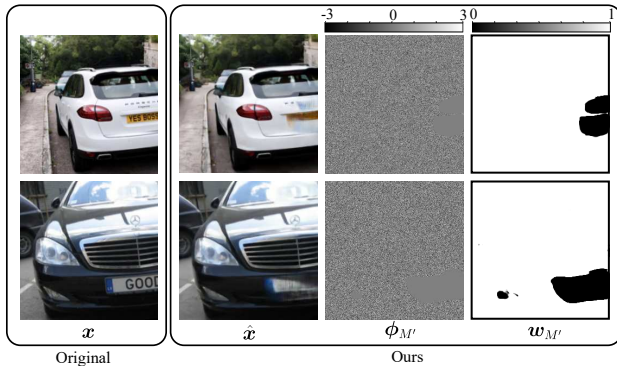 -3 0 3 0 1
YES BOSS
GOOD
x x̂ ϕ_M′ w_M′
Original Ours